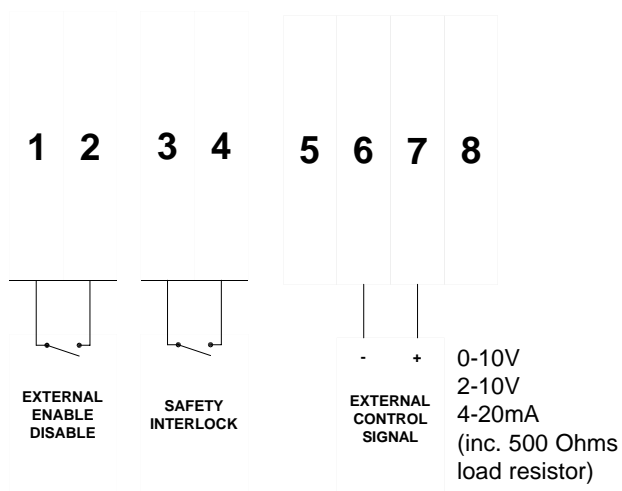 1 2 3 4 5 6 7 8
- +
EXTERNAL
ENABLE
DISABLE
SAFETY
INTERLOCK
EXTERNAL
CONTROL
SIGNAL
0-10V
2-10V
4-20mA
(inc. 500 Ohms
load resistor)